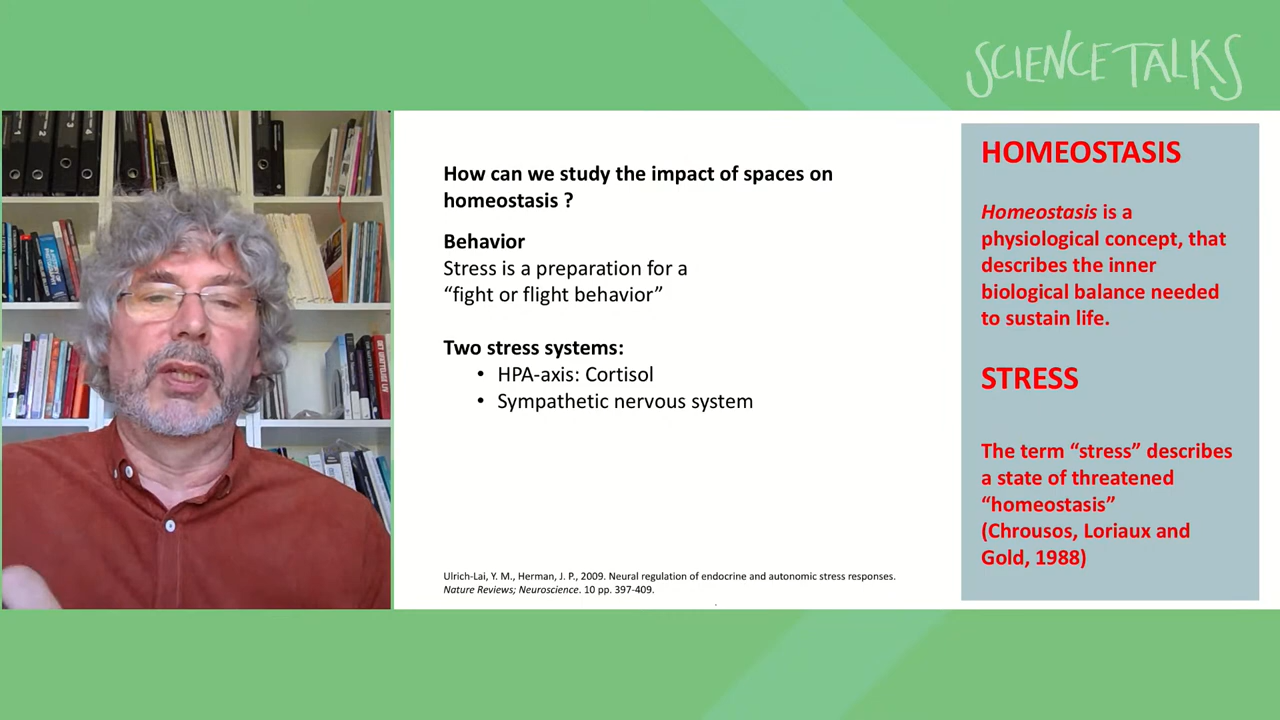 SCIENCE TALKS
How can we study the impact of spaces on
homeostasis ?
Behavior
Stress is a preparation for a
“fight or flight behavior”
Two stress systems:
• HPA-axis: Cortisol
• Sympathetic nervous system
Ulrich-Lai, Y. M., Herman, J. P., 2009. Neural regulation of endocrine and autonomic stress responses.
Nature Reviews; Neuroscience. 10 pp. 397-409.
HOMEOSTASIS
Homeostasis is a
physiological concept, that
describes the inner
biological balance needed
to sustain life.
STRESS
The term “stress” describes
a state of threatened
“homeostasis”
(Chrousos, Loriaux and
Gold, 1988)